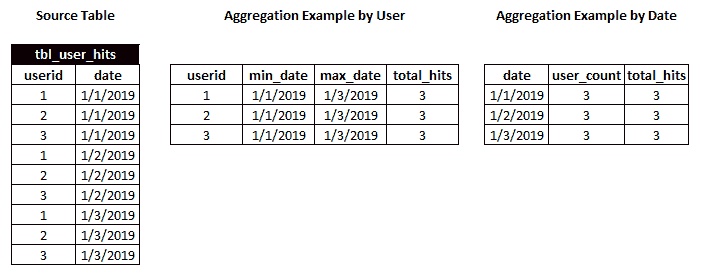 Source Table
Aggregation Example by User
Aggregation Example by Date
tbl_user_hits
userid date
1 1/1/2019
2 1/1/2019
3 1/1/2019
1 1/2/2019
2 1/2/2019
3 1/2/2019
1 1/3/2019
2 1/3/2019
3 1/3/2019
userid min_date max_date total_hits
1 1/1/2019 1/3/2019 3
2 1/1/2019 1/3/2019 3
3 1/1/2019 1/3/2019 3
date user_count total_hits
1/1/2019 3 3
1/2/2019 3 3
1/3/2019 3 3